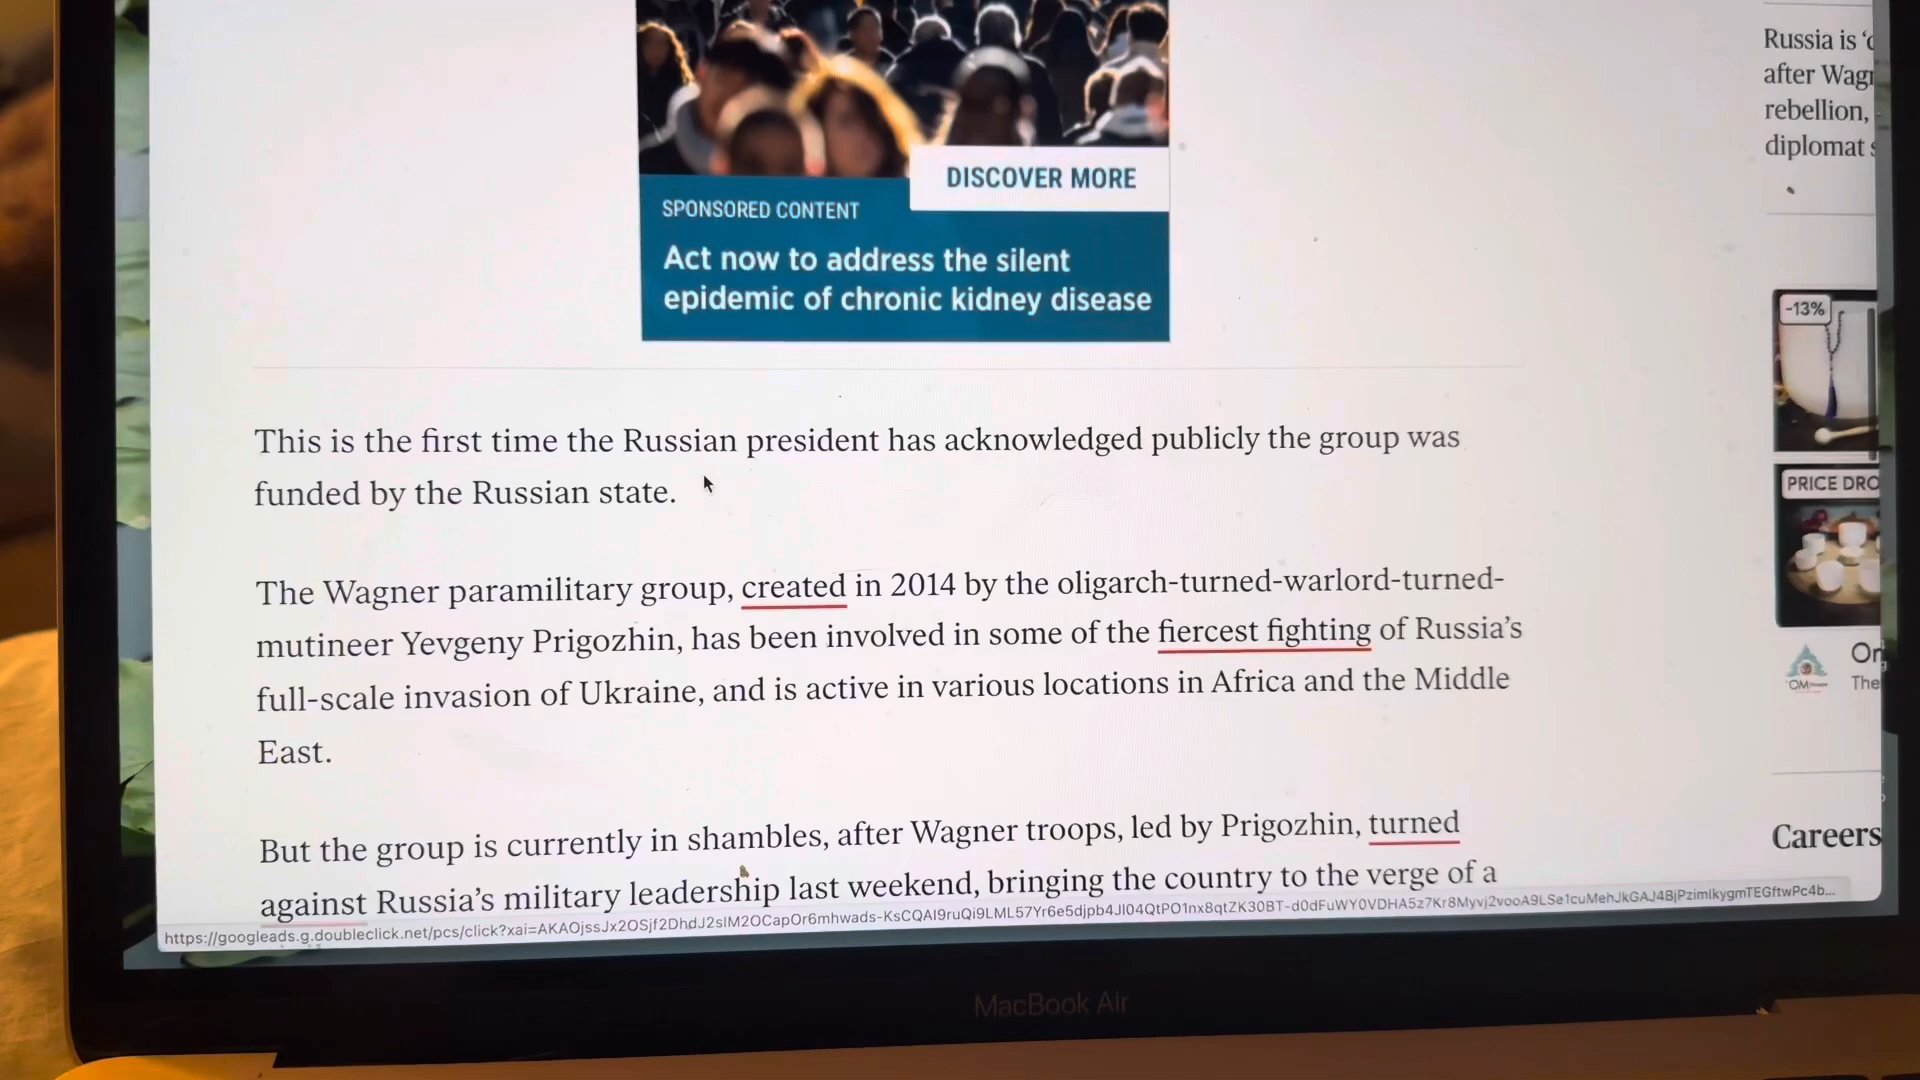 DISCOVER MORE
SPONSORED CONTENT
Act now to address the silent
epidemic of chronic kidney disease
This is the first time the Russian president has acknowledged publicly the group was
funded by the Russian state.
The Wagner paramilitary group, created in 2014 by the oligarch-turned-warlord-turned-
mutineer Yevgeny Prigozhin, has been involved in some of the fiercest fighting of Russia’s
full-scale invasion of Ukraine, and is active in various locations in Africa and the Middle
East.
But the group is currently in shambles, after Wagner troops, led by Prigozhin, turned
against Russia’s military leadership last weekend, bringing the country to the verge of a
Russia is
after Wag
rebellion,
diplomat
-13%
PRICE DRO
OM
The
Careers
MacBook Air